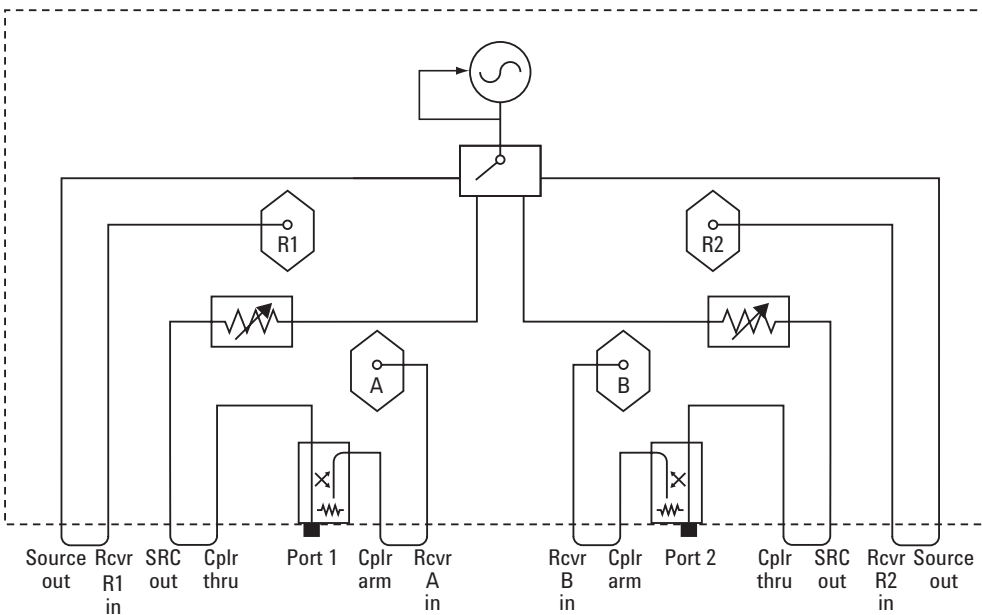 R1
R2
A
B
Source out
Rcvr R1 in
SRC out
Cplr thru
Port 1
Cplr arm
Rcvr A in
Rcvr B in
Cplr arm
Port 2
Cplr thru
SRC out
Rcvr R2 in
Source out